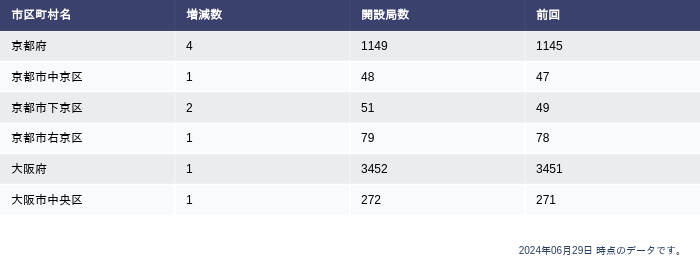 市区町村名 増減数 開設局数 前回
京都府 4 1149 1145
京都市中京区 1 48 47
京都市下京区 2 51 49
京都市右京区 1 79 78
大阪府 1 3452 3451
大阪市中央区 1 272 271
2024年06月29日 時点のデータです。